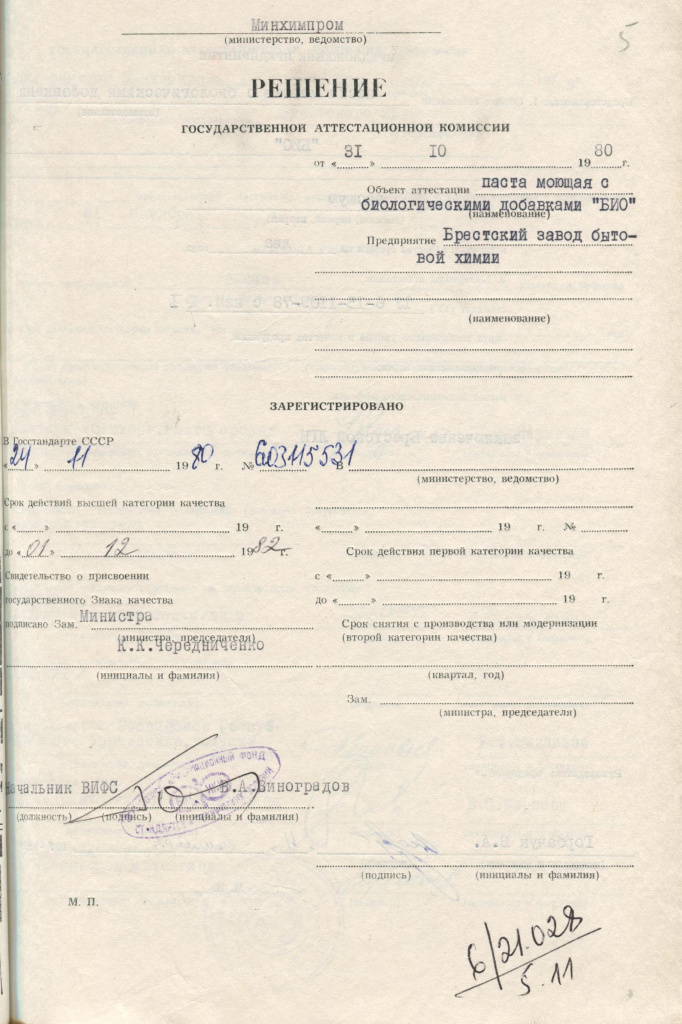 Минхимпром
(министерство, ведомство)
5
РЕШЕНИЕ
ГОСУДАРСТВЕННОЙ АТТЕСТАЦИОННОЙ КОМИССИИ
от « 31 » 10 19 80 г.
Объект аттестации паста моющая с
биологическими добавками "БИО"
(наименование)
Предприятие Брестский завод быто-
вой химии
(наименование)
ЗАРЕГИСТРИРОВАНО
В Госстандарте СССР
« 24 » 11 19 80 г. № 603115531
В
(министерство, ведомство)
Срок действий высшей категории качества
с « » 19 г.
« » 19 г. №
до « 01 » 12 19 82 г.
Срок действия первой категории качества
Свидетельство о присвоении
с « » 19 г.
государственного Знака качества
до « » 19 г.
подписано Зам. Министра
(министра, председателя)
Срок снятия с производства или модернизации
(второй категории качества)
К.К.Чередниченко
(инициалы и фамилия)
(квартал, год)
Зам.
(министра, председателя)
Начальник ВИФС В.А.Виноградов
(должность) (подпись) (инициалы и фамилия)
(подпись) (инициалы и фамилия)
М. П.
6/21.028
5.11